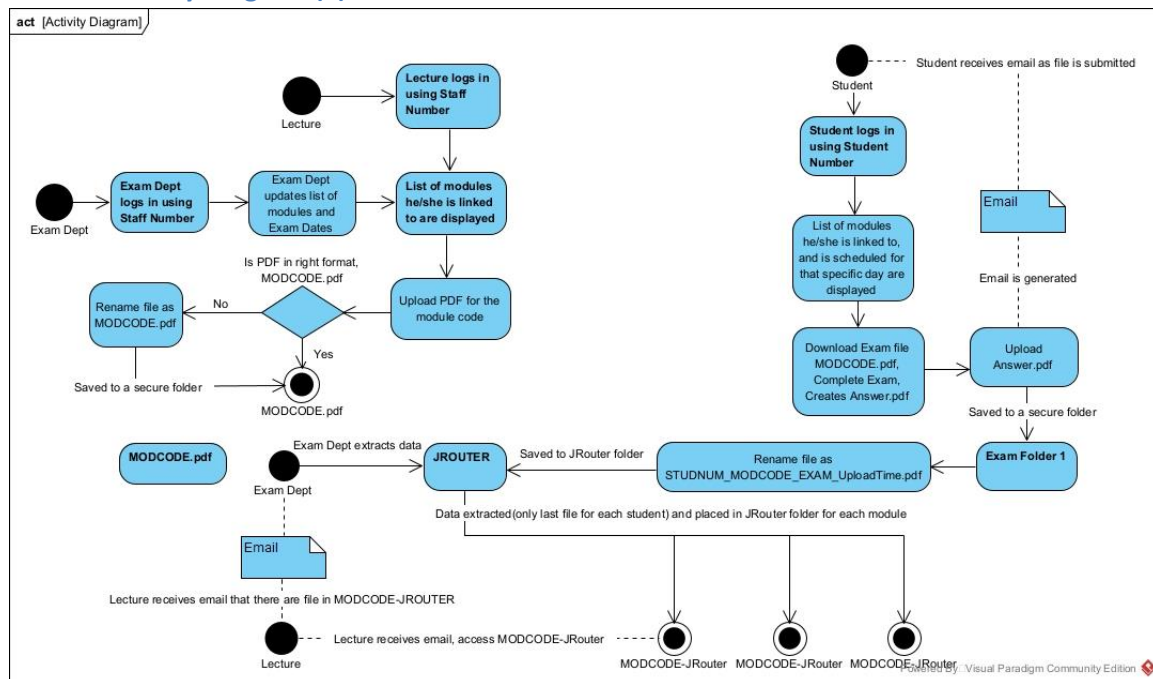 act [Activity Diagram]
Lecture logs in
using Staff
Number
Lecture
Exam Dept
logs in using
Staff Number
Exam Dept
Exam Dept
updates list of
modules and
Exam Dates
List of modules
he/she is linked
to are displayed
Is PDF in right format,
MODCODE.pdf
Upload PDF for the
module code
No
Rename file as
MODCODE.pdf
Yes
Saved to a secure folder
MODCODE.pdf
Student receives email as file is submitted
Student
Student logs in
using Student
Number
Email
List of modules
he/she is linked to,
and is scheduled for
that specific day are
displayed
Email is generated
Download Exam file
MODCODE.pdf,
Complete Exam,
Creates Answer.pdf
Upload
Answer.pdf
Saved to a secure folder
MODCODE.pdf
Exam Dept extracts data
Exam Dept
JROUTER
Saved to JRouter folder
Rename file as
STUDNUM_MODCODE_EXAM_UploadTime.pdf
Exam Folder 1
Data extracted(only last file for each student) and placed in JRouter folder for each module
Email
Lecture receives email that there are file in MODCODE-JROUTER
Lecture receives email, access MODCODE-JRouter
Lecture
MODCODE-JRouter
MODCODE-JRouter
MODCODE-JRouter
Powered By: Visual Paradigm Community Edition